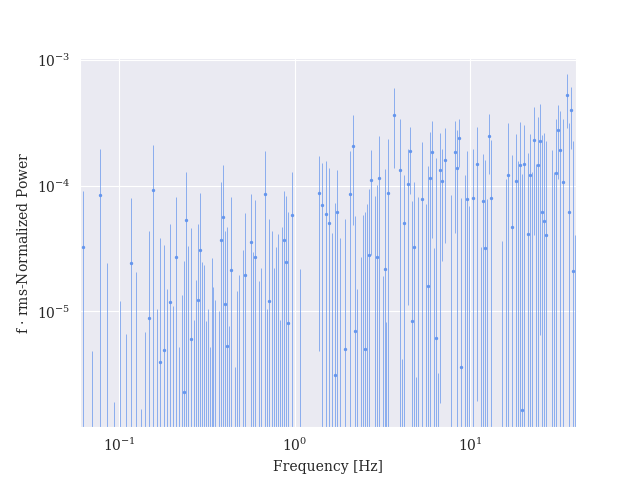 10⁻³
10⁻⁴
10⁻⁵
f · rms-Normalized Power
10⁻¹ 10⁰ 10¹
Frequency [Hz]